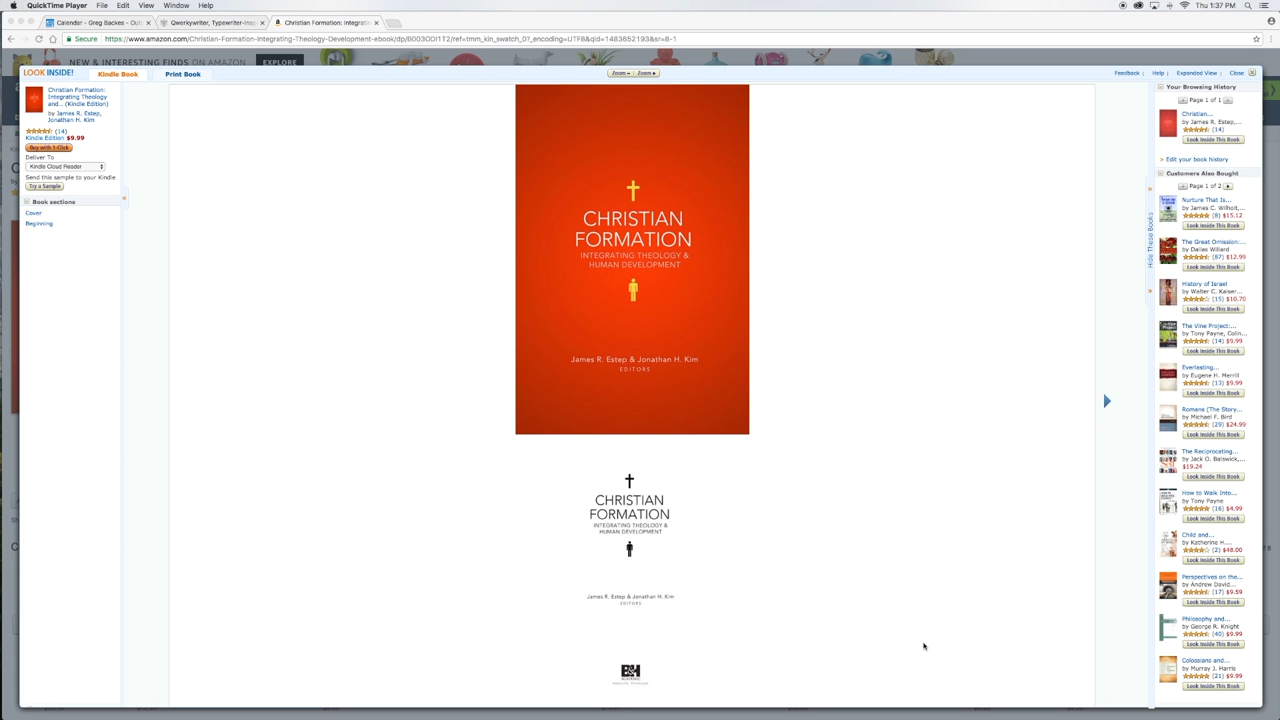 QuickTime Player File Edit View Window Help
Thu 1:37 PM
Calendar - Greg Backes - Out
Qwerkywriter, Typewriter-Insp
Christian Formation: Integrati
Secure
https://www.amazon.com/Christian-Formation-Integrating-Theology-Development-ebook/dp/B003OOI1T2/ref=tmm_kin_swatch_0?_encoding=UTF8&qid=1483652193&sr=8-1
NEW & INTERESTING FINDS ON AMAZON EXPLORE
LOOK INSIDE!
Kindle Book
Print Book
Zoom - Zoom +
Feedback | Help | Expanded View | Close
Christian Formation:
Integrating Theology
and... (Kindle Edition)
by James R. Estep,
Jonathan H. Kim
(14)
Kindle Edition $9.99
Buy with 1-Click
Deliver To
Kindle Cloud Reader
Send this sample to your Kindle
Try a Sample
Book sections
Cover
Beginning
CHRISTIAN
FORMATION
INTEGRATING THEOLOGY &
HUMAN DEVELOPMENT
James R. Estep & Jonathan H. Kim
EDITORS
CHRISTIAN
FORMATION
INTEGRATING THEOLOGY &
HUMAN DEVELOPMENT
James R. Estep & Jonathan H. Kim
EDITORS
B&H
ACADEMIC
Hide These Books
Your Browsing History
Page 1 of 1
Christian...
by James R. Estep,...
(14)
Look Inside This Book
> Edit your book history
Customers Also Bought
Page 1 of 2
Nurture That Is...
by James C. Wilhoit,...
(8) $15.12
Look Inside This Book
The Great Omission:...
by Dallas Willard
(87) $12.99
Look Inside This Book
History of Israel
by Walter C. Kaiser...
(15) $10.70
Look Inside This Book
The Vine Project:...
by Tony Payne, Colin...
(14) $9.99
Look Inside This Book
Everlasting...
by Eugene H. Merrill
(13) $9.99
Look Inside This Book
Romans (The Story...
by Michael F. Bird
(29) $24.99
Look Inside This Book
The Reciprocating...
by Jack O. Balswick,...
$19.24
Look Inside This Book
How to Walk Into...
by Tony Payne
(16) $4.99
Look Inside This Book
Child and...
by Katherine H....
(2) $48.00
Look Inside This Book
Perspectives on the...
by Andrew David...
(17) $9.59
Look Inside This Book
Philosophy and...
by George R. Knight
(40) $9.99
Look Inside This Book
Colossians and...
by Murray J. Harris
(21) $9.99
Look Inside This Book